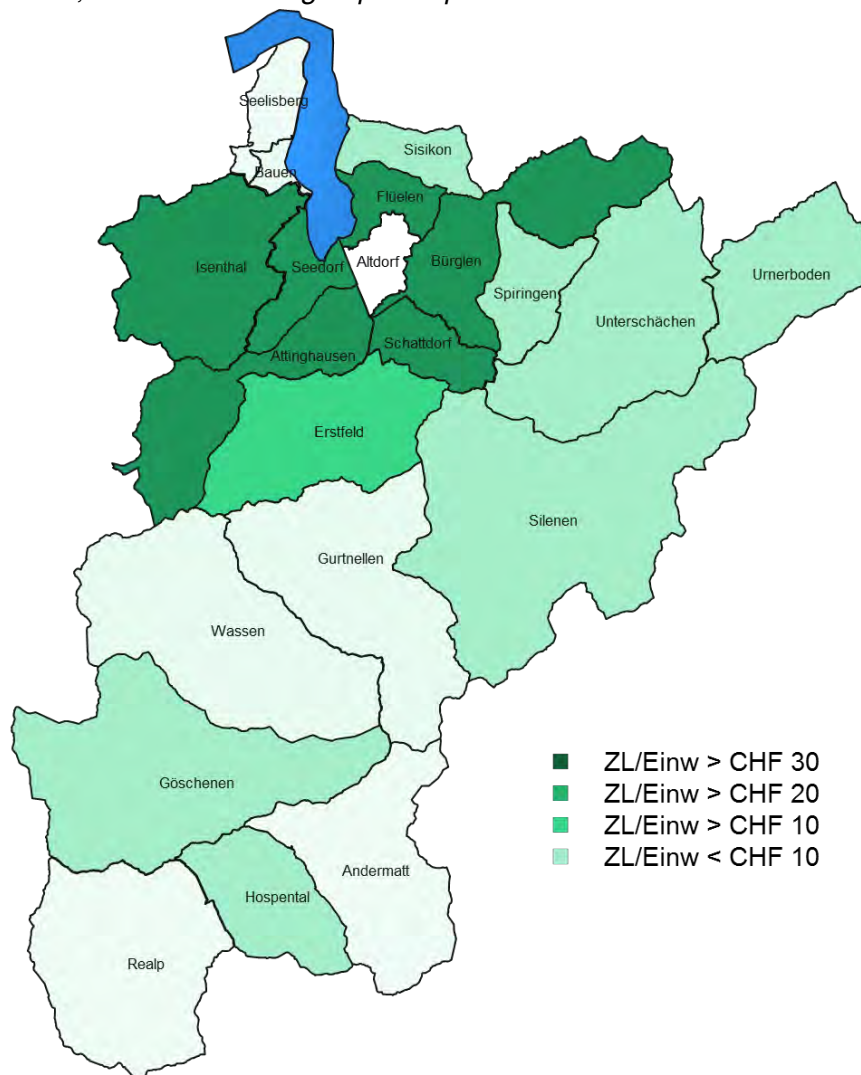 Seelisberg
Sisikon
Bauen
Flüelen
Isenthal
Seedorf
Altdorf
Bürglen
Spiringen
Urnerboden
Unterschächen
Attinghausen
Schattdorf
Erstfeld
Silenen
Gurtnellen
Wassen
Göschenen
Andermatt
Hospental
Realp
ZL/Einw > CHF 30
ZL/Einw > CHF 20
ZL/Einw > CHF 10
ZL/Einw < CHF 10